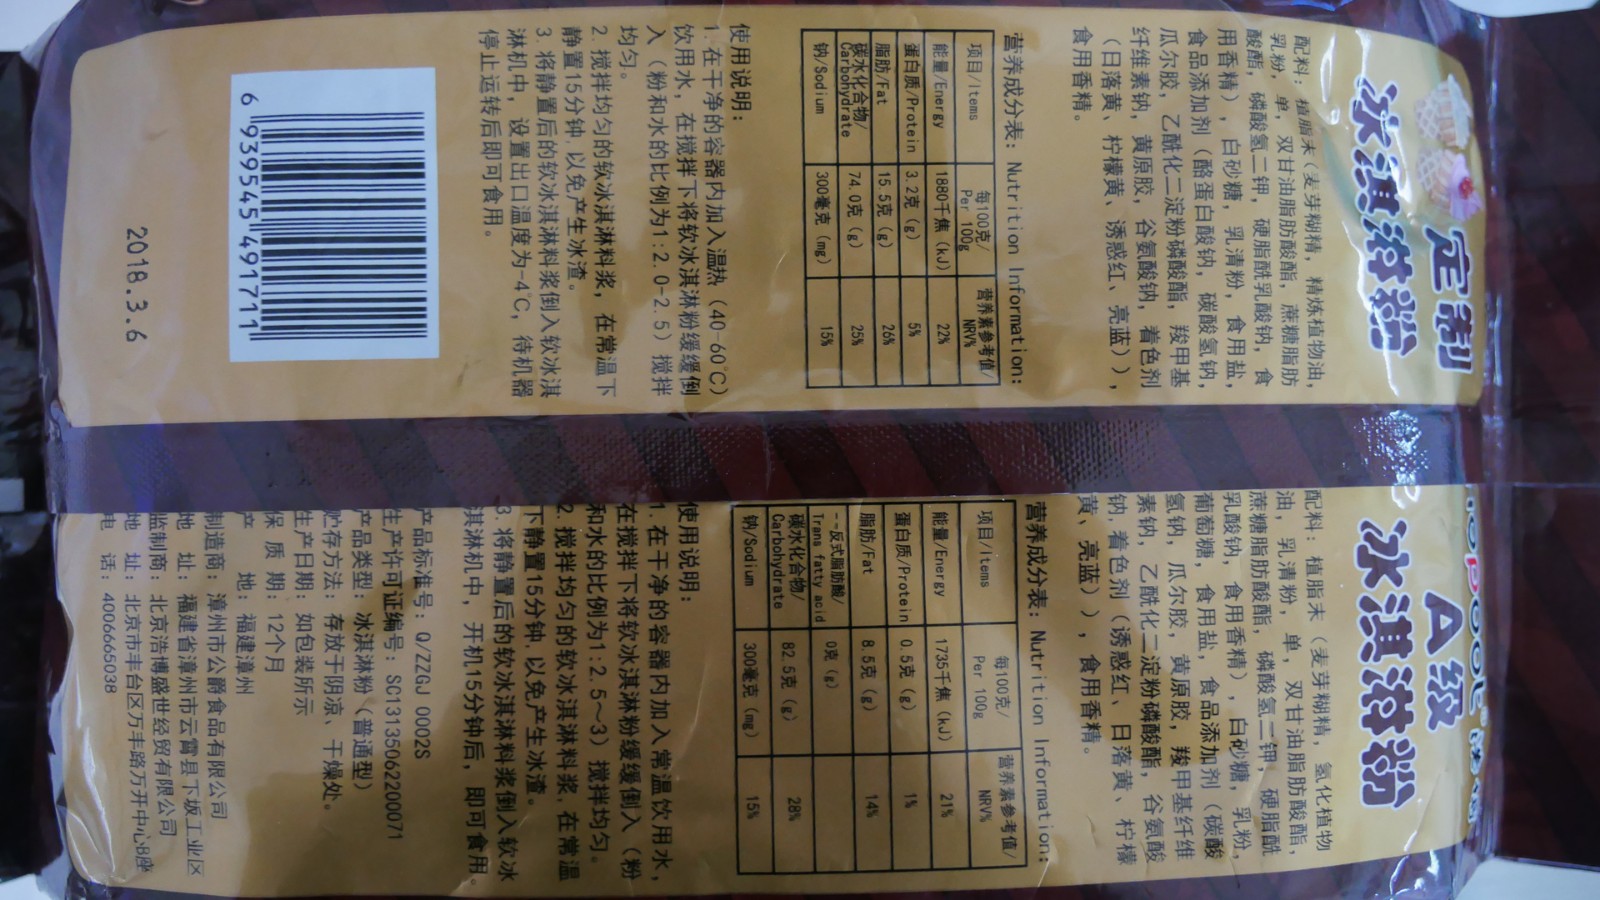 定制
冰淇淋粉
配料：植脂末（麦芽糊精，精炼植物油，
乳粉，单，双甘油脂肪酸酯，蔗糖脂肪
酸酯，磷酸氢二钾，硬脂酰乳酸钠，食
用香精），白砂糖，乳清粉，食用盐，
食品添加剂（酪蛋白酸钠，碳酸氢钠，
瓜尔胶，乙酰化二淀粉磷酸酯，羧甲基
纤维素钠，黄原胶，谷氨酸钠，着色剂
（日落黄、柠檬黄、诱惑红、亮蓝）），
食用香精。
营养成分表：Nutrition Information:
项目/Items 每100克/Per 100g 营养素参考值/NRV%
能量/Energy 1880千焦（kJ） 22%
蛋白质/Protein 3.2克（g） 5%
脂肪/Fat 15.5克（g） 26%
碳水化合物/Carbohydrate 74.0克（g） 25%
钠/Sodium 300毫克（mg） 15%
使用说明：
1.在干净的容器内加入温热（40-60℃）
饮用水，在搅拌下将软冰淇淋粉缓缓倒
入（粉和水的比例为1:2.0-2.5）搅拌
均匀。
2.搅拌均匀的软冰淇淋料浆，在常温下
静置15分钟，以免产生冰渣。
3.将静置后的软冰淇淋料浆倒入软冰淇
淋机中，设置出口温度为-4℃，待机器
停止运转后即可食用。
6 939545 491711
2018.3.6
A级
冰淇淋粉
配料：植脂末（麦芽糊精，氢化植物
油，乳清粉，单，双甘油脂肪酸酯，
蔗糖脂肪酸酯，磷酸氢二钾，硬脂酰
乳酸钠，食用香精），白砂糖，乳粉，
葡萄糖，食用盐，食品添加剂（碳酸
氢钠，瓜尔胶，黄原胶，羧甲基纤维
素钠，乙酰化二淀粉磷酸酯，谷氨酸
钠，着色剂（诱惑红、日落黄、柠檬
黄、亮蓝）），食用香精。
营养成分表：Nutrition Information:
项目/Items 每100克/Per 100g 营养素参考值/NRV%
能量/Energy 1735千焦（kJ） 21%
蛋白质/Protein 0.5克（g） 1%
脂肪/Fat 8.5克（g） 14%
--反式脂肪酸/Trans fatty acid 0克（g）
碳水化合物/Carbohydrate 82.5克（g） 28%
钠/Sodium 300毫克（mg） 15%
使用说明：
1.在干净的容器内加入常温饮用水，
在搅拌下将软冰淇淋粉缓缓倒入（粉
和水的比例为1:2.5～3）搅拌均匀。
2.搅拌均匀的软冰淇淋料浆，在常温
下静置15分钟，以免产生冰渣。
3.将静置后的软冰淇淋料浆倒入软冰
淇淋机中，开机15分钟后，即可食用。
产品标准号：Q/ZZGJ 0002S
生产许可证编号：SC13135062200071
产品类型：冰淇淋粉（普通型）
贮存方法：存放于阴凉、干燥处。
生产日期：如包装所示
保质期：12个月
产地：福建漳州
制造商：漳州市公爵食品有限公司
地址：福建省漳州市云霄县下坂工业区
监制商：北京浩博盛世经贸有限公司
地址：北京市丰台区万丰路万开中心B座
电话：4006665038